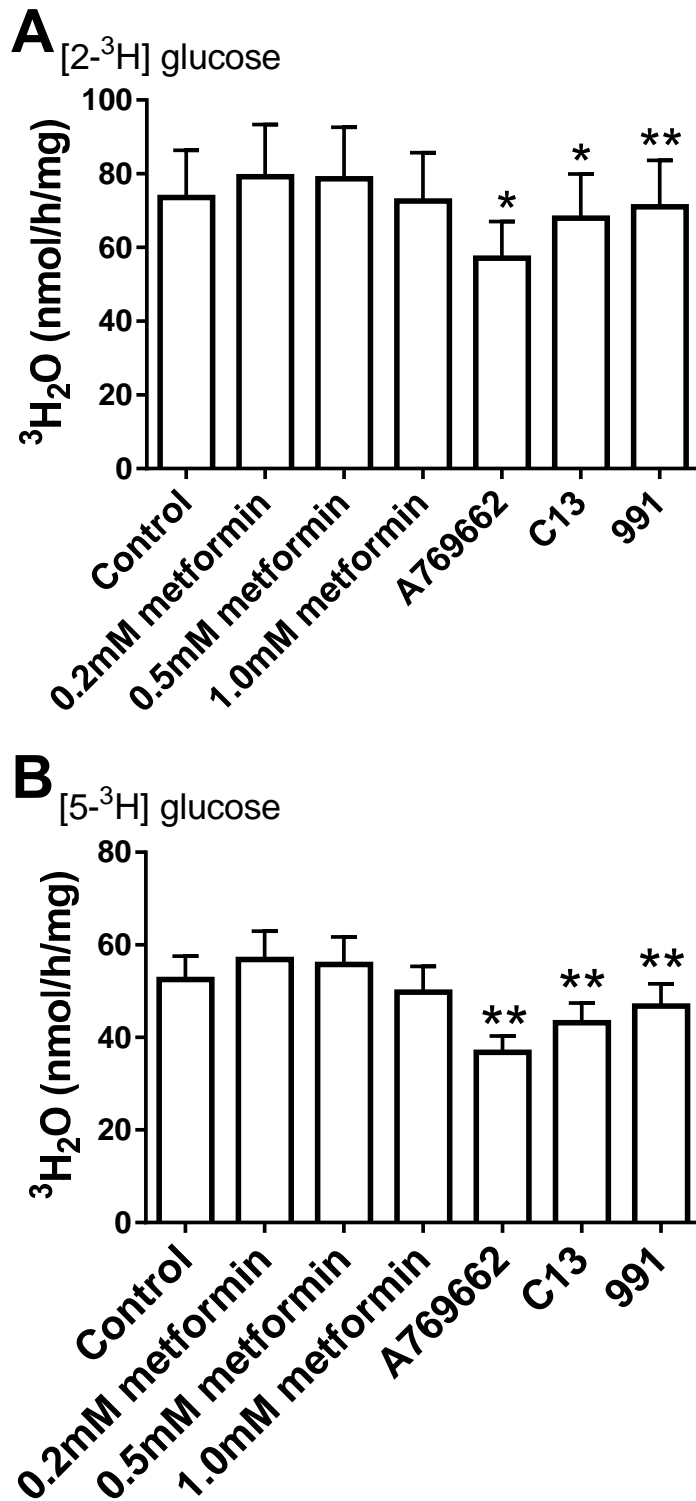 A
[2-³H] glucose
³H₂O (nmol/h/mg)
100
80
60
40
20
0
*
*
**
Control
0.2mM metformin
0.5mM metformin
1.0mM metformin
A769662
C13
991
B
[5-³H] glucose
³H₂O (nmol/h/mg)
80
60
40
20
0
**
**
**
Control
0.2mM metformin
0.5mM metformin
1.0mM metformin
A769662
C13
991